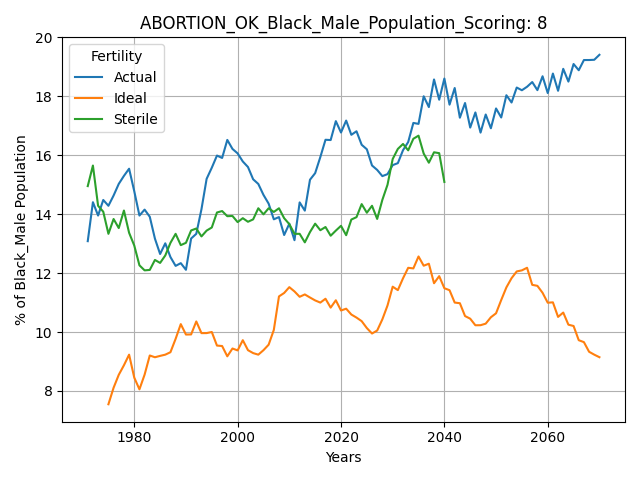 ABORTION_OK_Black_Male_Population_Scoring: 8
% of Black_Male Population
20
18
16
14
12
10
8
Fertility
Actual
Ideal
Sterile
1980 2000 2020 2040 2060
Years